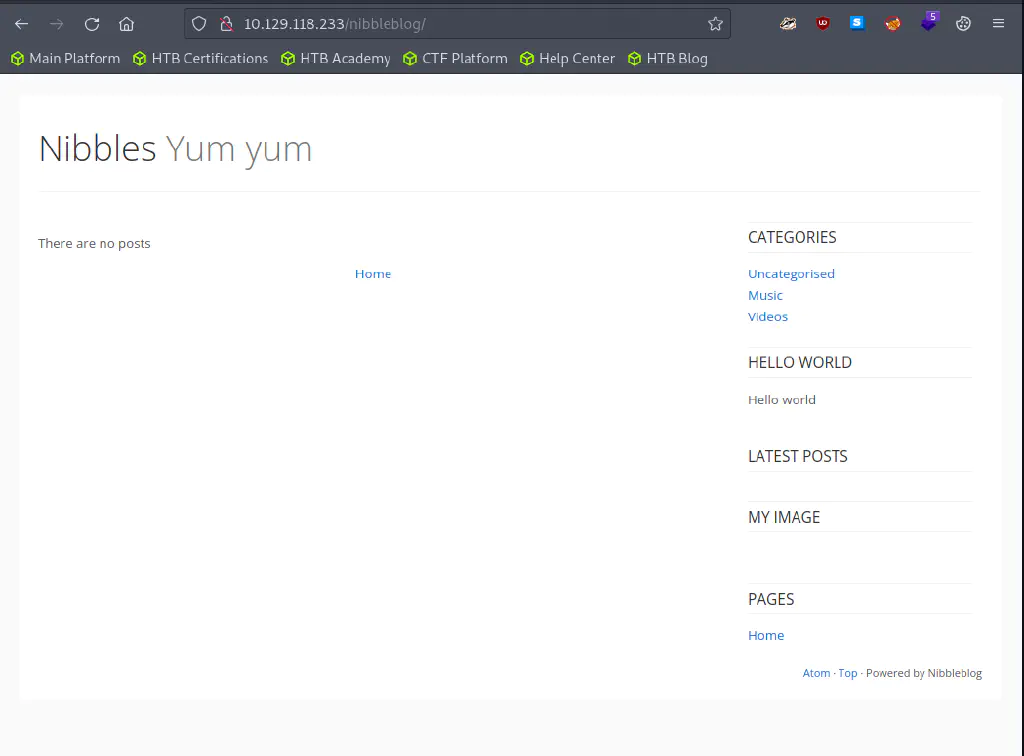 10.129.118.233/nibbleblog/
5
Main Platform HTB Certifications HTB Academy CTF Platform Help Center HTB Blog
Nibbles Yum yum
There are no posts
Home
CATEGORIES
Uncategorised
Music
Videos
HELLO WORLD
Hello world
LATEST POSTS
MY IMAGE
PAGES
Home
Atom · Top · Powered by Nibbleblog